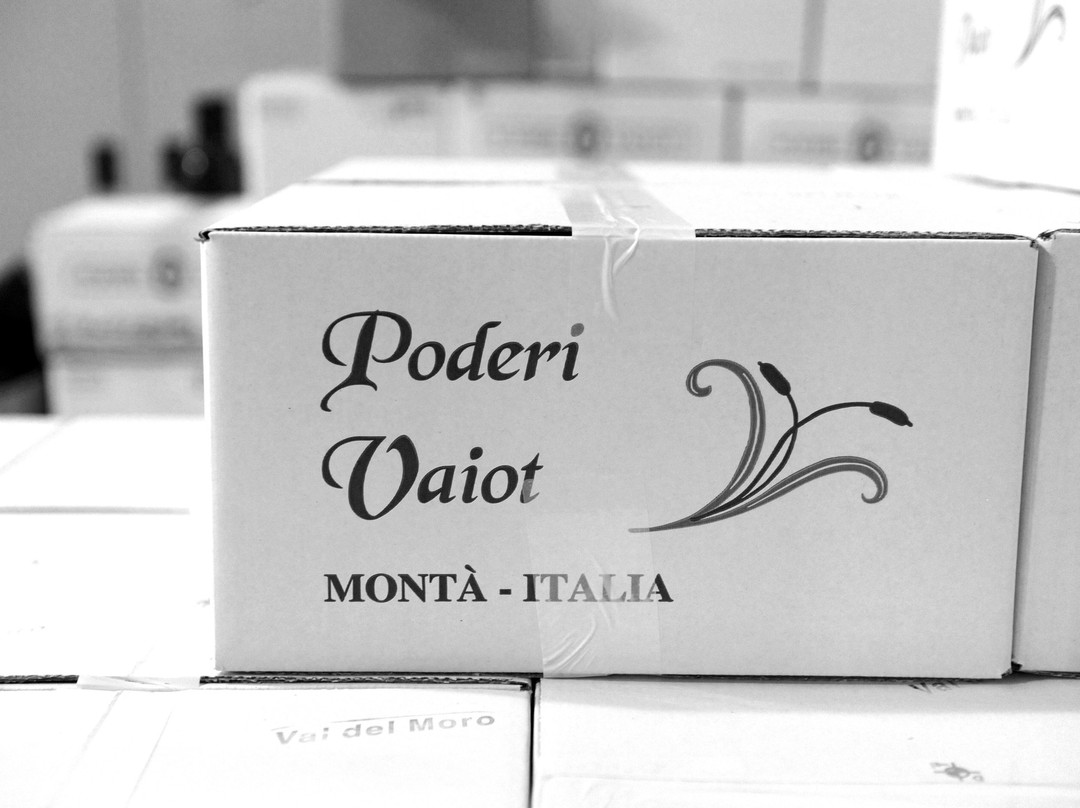 Poderi
Vaiot
MONTÀ - ITALIA
Vai del Moro